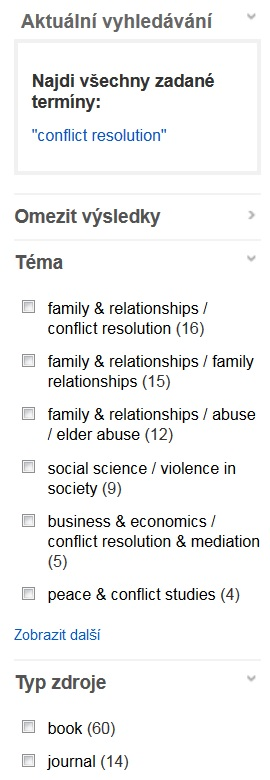 Aktuální vyhledávání
Najdi všechny zadané
termíny:
"conflict resolution"
Omezit výsledky
Téma
family & relationships /
conflict resolution (16)
family & relationships / family
relationships (15)
family & relationships / abuse
/ elder abuse (12)
social science / violence in
society (9)
business & economics /
conflict resolution & mediation
(5)
peace & conflict studies (4)
Zobrazit další
Typ zdroje
book (60)
journal (14)